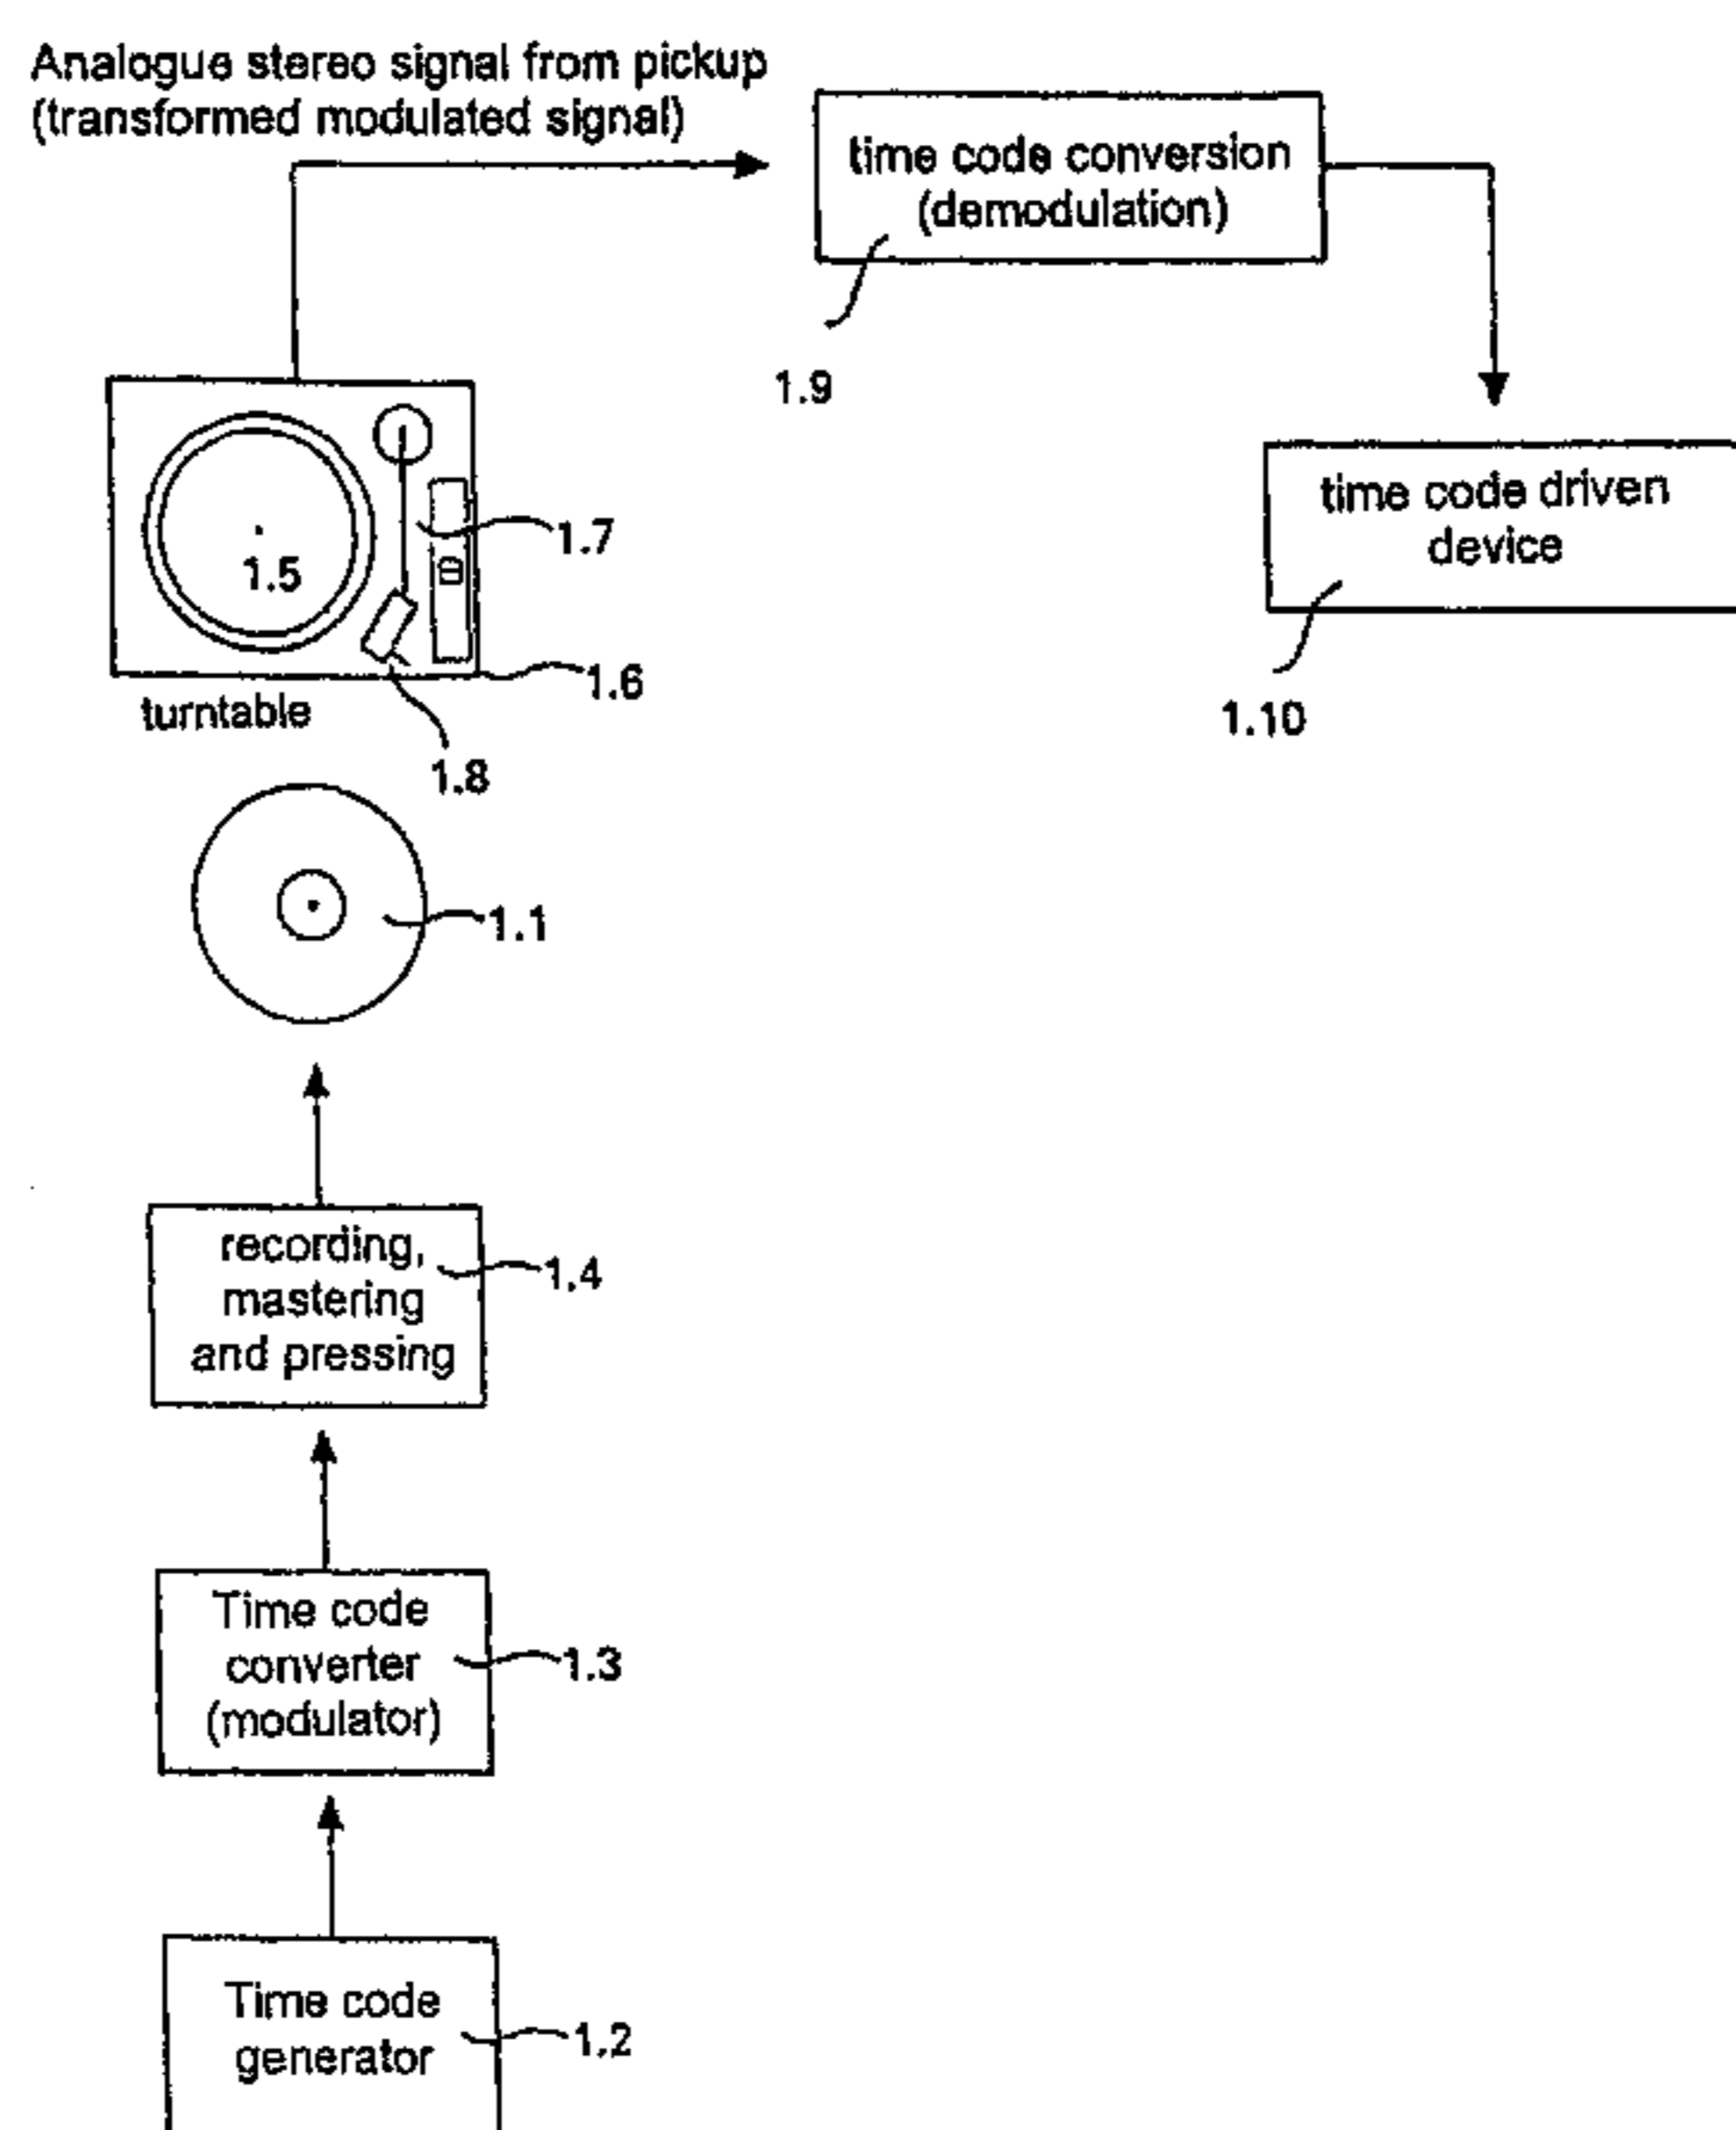 Analogue stereo signal from pickup
(transformed modulated signal)
time code conversion
(demodulation)
1.9
time code driven
device
1.10
1.5
1.7
1.6
turntable
1.8
1.1
recording,
mastering
and pressing
1.4
Time code
converter
(modulator)
1.3
Time code
generator
1.2